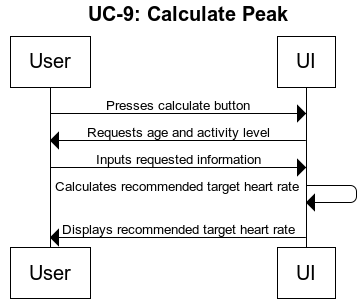 UC-9: Calculate Peak
User
UI
Presses calculate button
Requests age and activity level
Inputs requested information
Calculates recommended target heart rate
Displays recommended target heart rate
User
UI